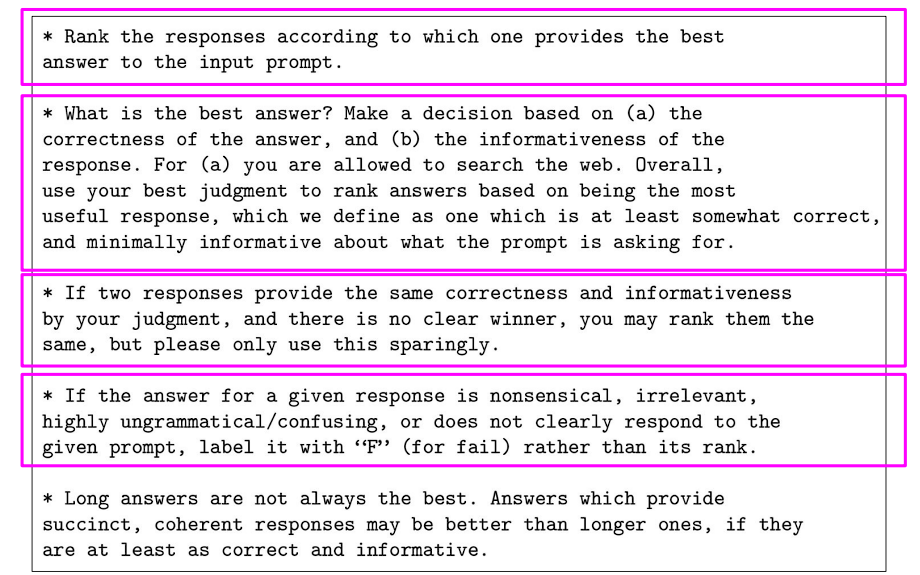 * Rank the responses according to which one provides the best
answer to the input prompt.
* What is the best answer? Make a decision based on (a) the
correctness of the answer, and (b) the informativeness of the
response. For (a) you are allowed to search the web. Overall,
use your best judgment to rank answers based on being the most
useful response, which we define as one which is at least somewhat correct,
and minimally informative about what the prompt is asking for.
* If two responses provide the same correctness and informativeness
by your judgment, and there is no clear winner, you may rank them the
same, but please only use this sparingly.
* If the answer for a given response is nonsensical, irrelevant,
highly ungrammatical/confusing, or does not clearly respond to the
given prompt, label it with “F” (for fail) rather than its rank.
* Long answers are not always the best. Answers which provide
succinct, coherent responses may be better than longer ones, if they
are at least as correct and informative.